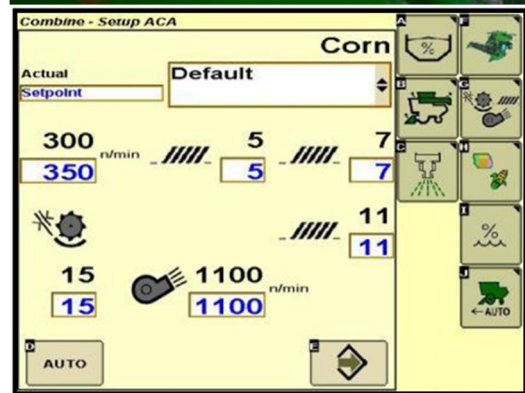 Combine - Setup ACA
Corn
Actual
Setpoint
Default
300
350
n/min
5
5
7
7
11
11
15
15
1100
1100
n/min
D
AUTO
E
A
%
B
C
F
G
H
I
%
J
←AUTO